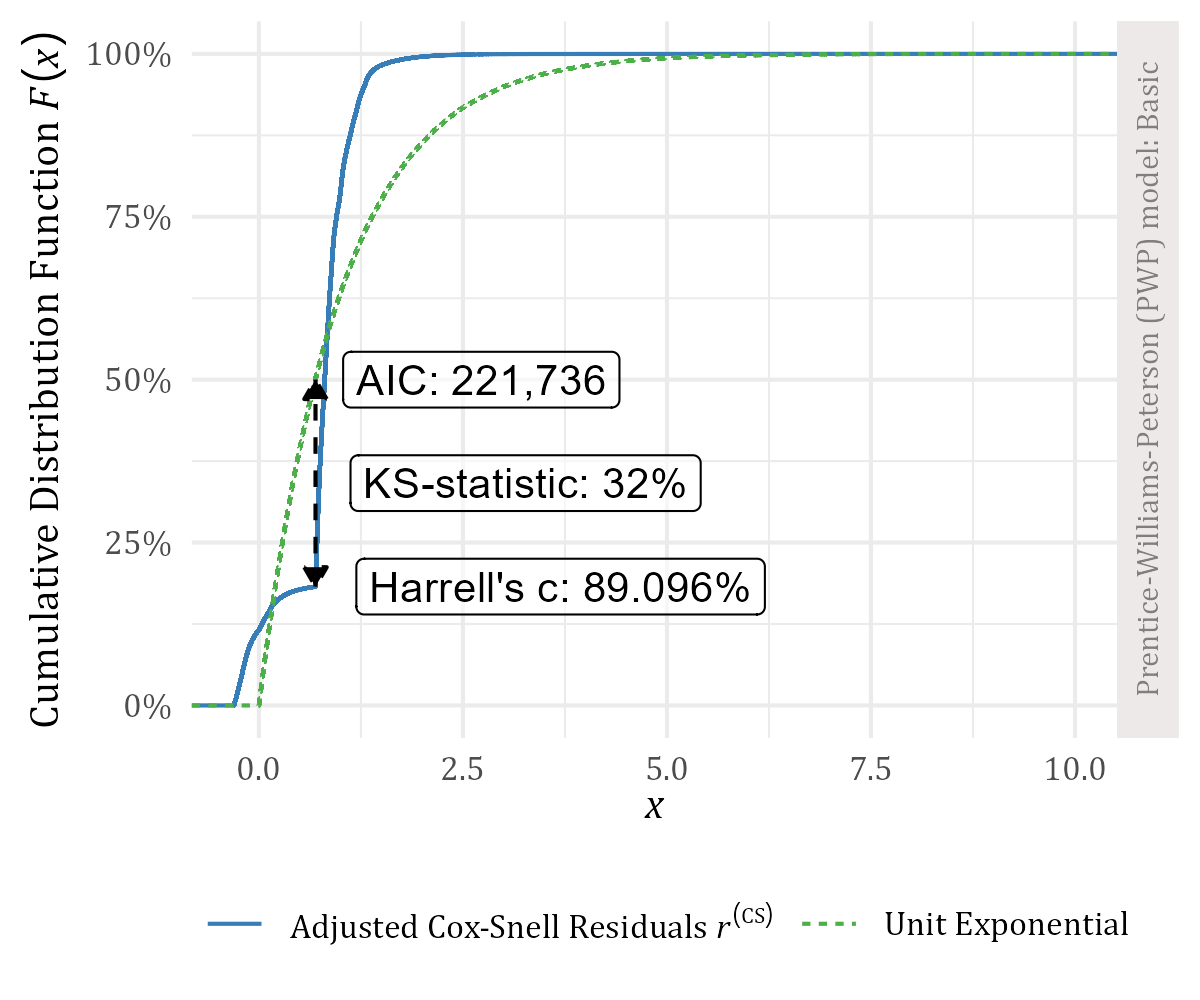 Cumulative Distribution Function F(x)
100%
75%
50%
25%
0%
AIC: 221,736
KS-statistic: 32%
Harrell's c: 89.096%
Prentice-Williams-Peterson (PWP) model: Basic
0.0 2.5 5.0 7.5 10.0
x
Adjusted Cox-Snell Residuals r(CS) Unit Exponential